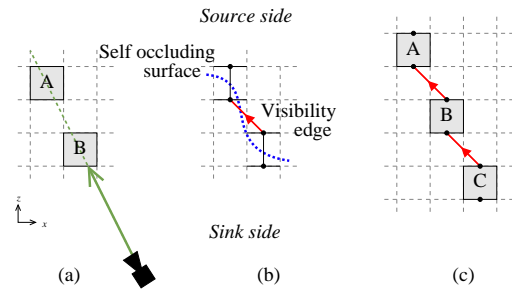 Source side
Self occluding
surface
A
B
Visibility
edge
A
B
C
z
x
Sink side
(a)
(b)
(c)